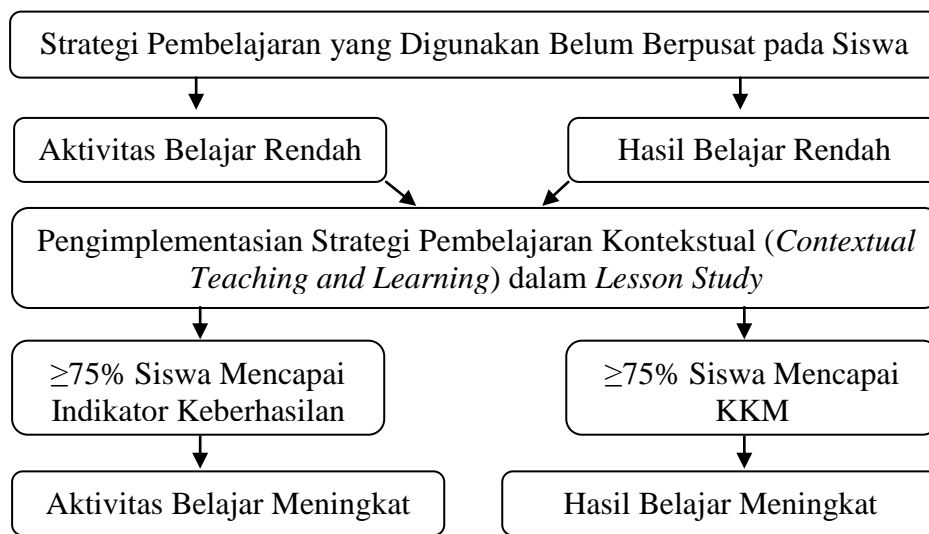 Strategi Pembelajaran yang Digunakan Belum Berpusat pada Siswa
Aktivitas Belajar Rendah
Hasil Belajar Rendah
Pengimplementasian Strategi Pembelajaran Kontekstual (Contextual
Teaching and Learning) dalam Lesson Study
≥75% Siswa Mencapai
Indikator Keberhasilan
≥75% Siswa Mencapai
KKM
Aktivitas Belajar Meningkat
Hasil Belajar Meningkat